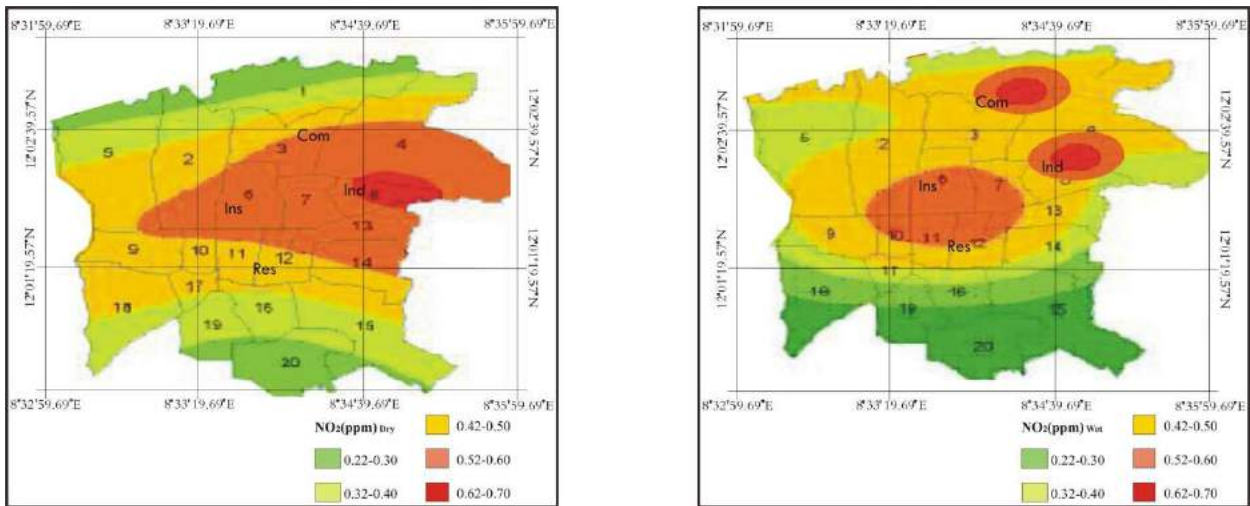 8°31'59.69"E 8°33'19.69"E 8°34'39.69"E 8°35'59.69"E
12°02'39.57"N 12°02'39.57"N
12°01'19.57"N 12°01'19.57"N
1
Com
3 4
5 2
6 Ind 8
7
Ins
13
9 10 11 12 14
Res
17
18 16
19 15
20
8°32'59.69"E 8°33'19.69"E 8°34'39.69"E 8°35'59.69"E
NO₂(ppm) Dry 0.42-0.50
0.22-0.30 0.52-0.60
0.32-0.40 0.62-0.70
8°31'59.69"E 8°33'19.69"E 8°34'39.69"E 8°35'59.69"E
12°02'39.57"N 12°02'39.57"N
12°01'19.57"N 12°01'19.57"N
Com
5 2 3
Ind
Ins 6 7
13
9 10 11 12 14
Res
16
19 15
20
8°32'59.69"E 8°33'19.69"E 8°34'39.69"E 8°35'59.69"E
NO₂(ppm) Wet 0.42-0.50
0.22-0.30 0.52-0.60
0.32-0.40 0.62-0.70